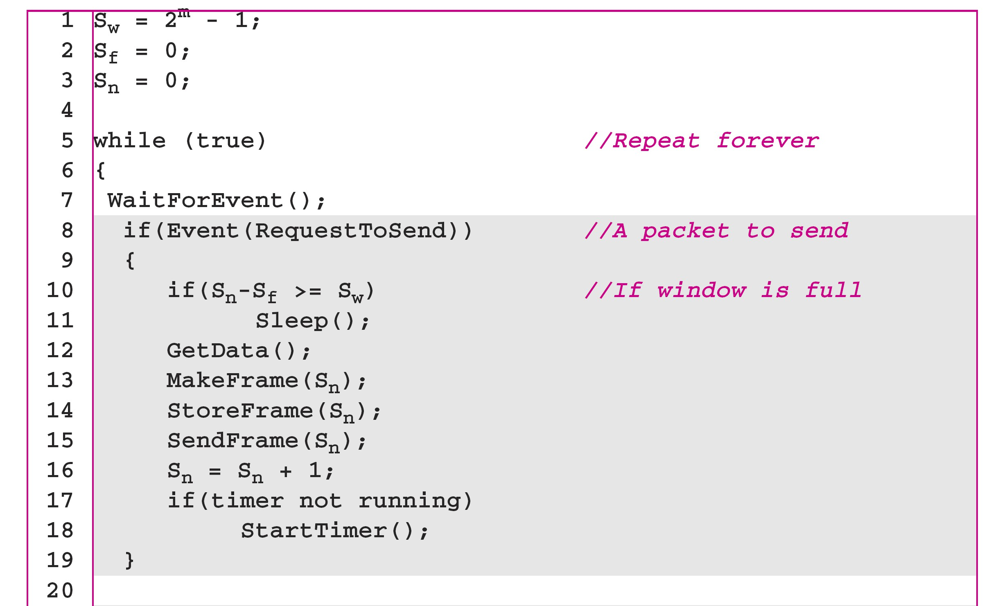 1 Sw = 2^m - 1;
2 Sf = 0;
3 Sn = 0;
4
5 while (true) //Repeat forever
6 {
7 WaitForEvent();
8 if(Event(RequestToSend)) //A packet to send
9 {
10 if(Sn-Sf >= Sw) //If window is full
11 Sleep();
12 GetData();
13 MakeFrame(Sn);
14 StoreFrame(Sn);
15 SendFrame(Sn);
16 Sn = Sn + 1;
17 if(timer not running)
18 StartTimer();
19 }
20